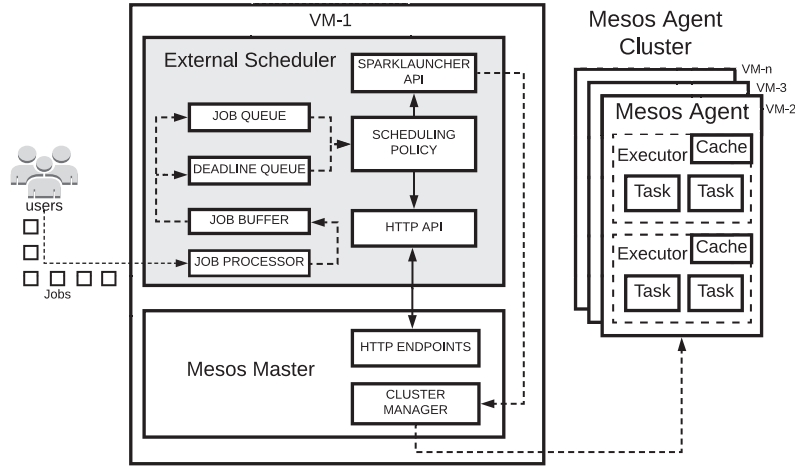 VM-1
External Scheduler
SPARKLAUNCHER
API
JOB QUEUE
SCHEDULING
POLICY
DEADLINE QUEUE
JOB BUFFER
HTTP API
JOB PROCESSOR
users
Jobs
Mesos Master
HTTP ENDPOINTS
CLUSTER
MANAGER
Mesos Agent
Cluster
VM-n
VM-3
VM-2
Mesos Agent
Executor
Cache
Task
Task
Executor
Cache
Task
Task